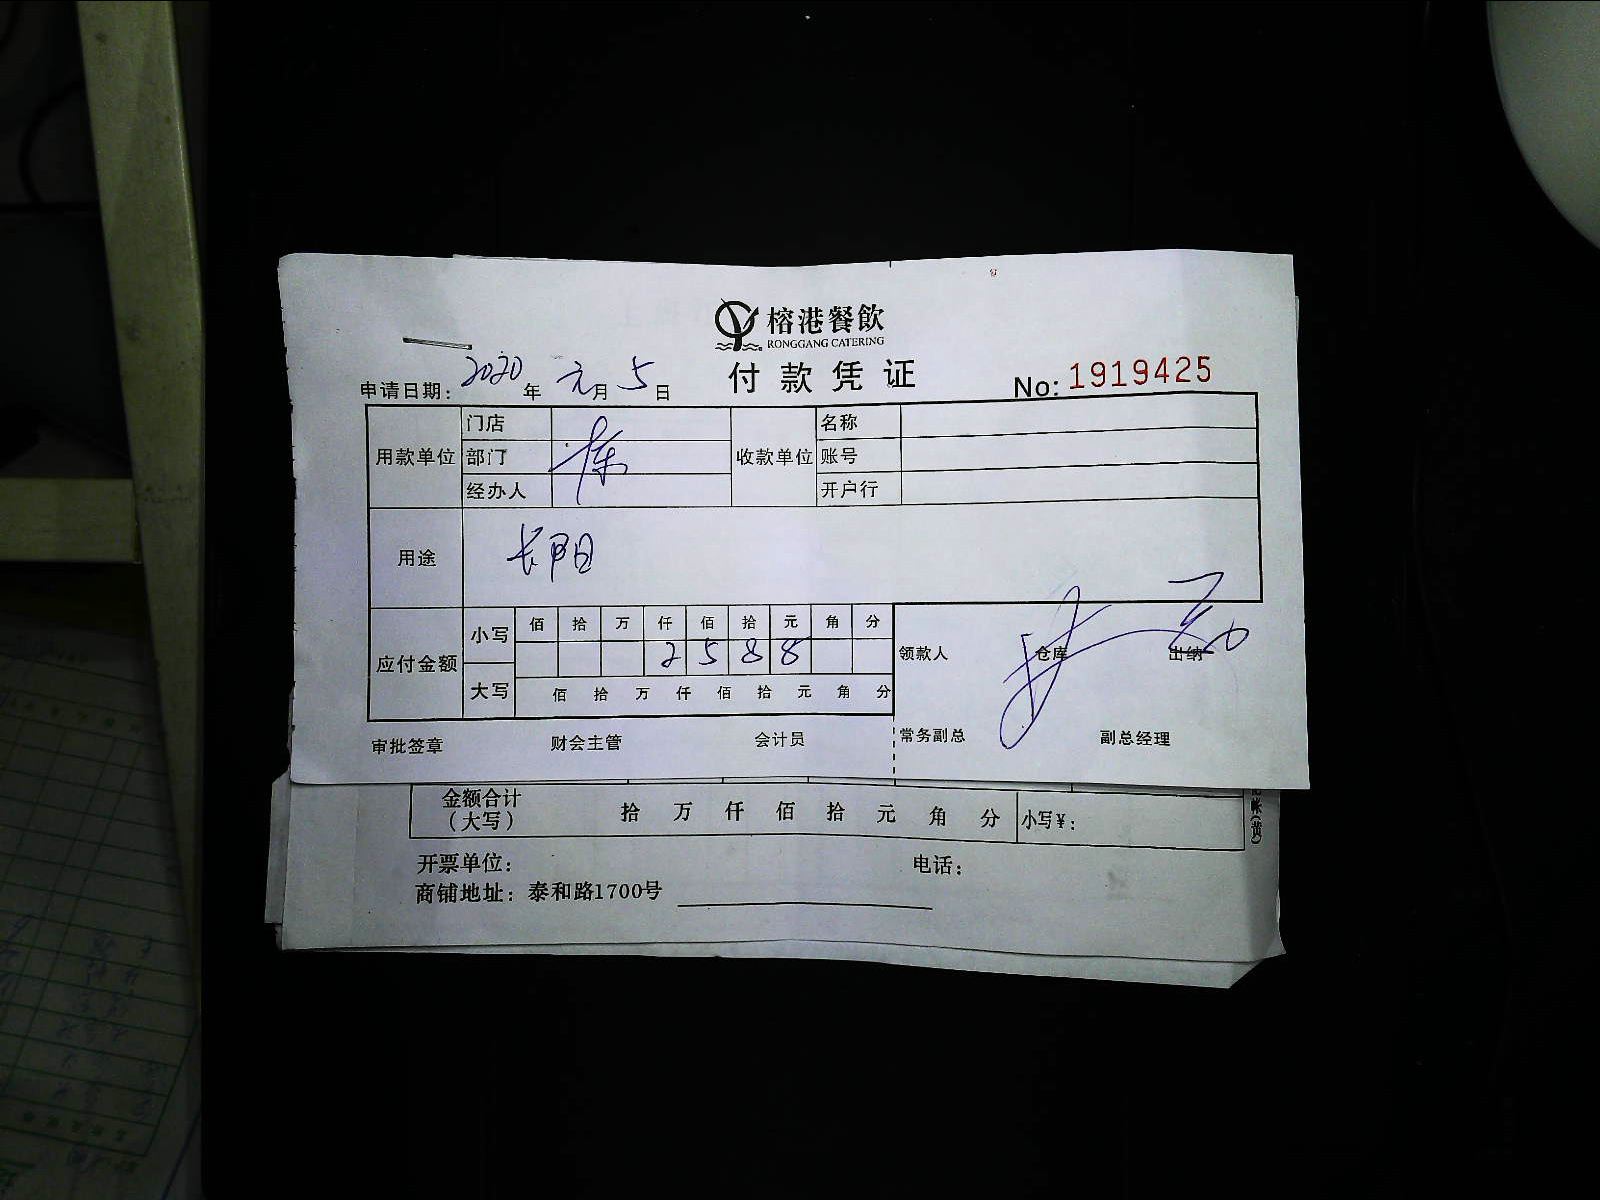 榕港餐飲
RONGGANG CATERING
付款凭证
申请日期: 2020 年 元 月 5 日
No: 1919425
用款单位 门店 收款单位 名称
部门 账号
经办人 开户行
用途 长阳
应付金额 小写 佰 拾 万 仟 佰 拾 元 角 分
2 5 8 8
大写 佰 拾 万 仟 佰 拾 元 角 分
领款人 仓库 出纳
审批签章 财会主管 会计员 常务副总 副总经理
金额合计
(大写) 拾 万 仟 佰 拾 元 角 分 小写¥:
开票单位: 电话:
商铺地址: 泰和路1700号